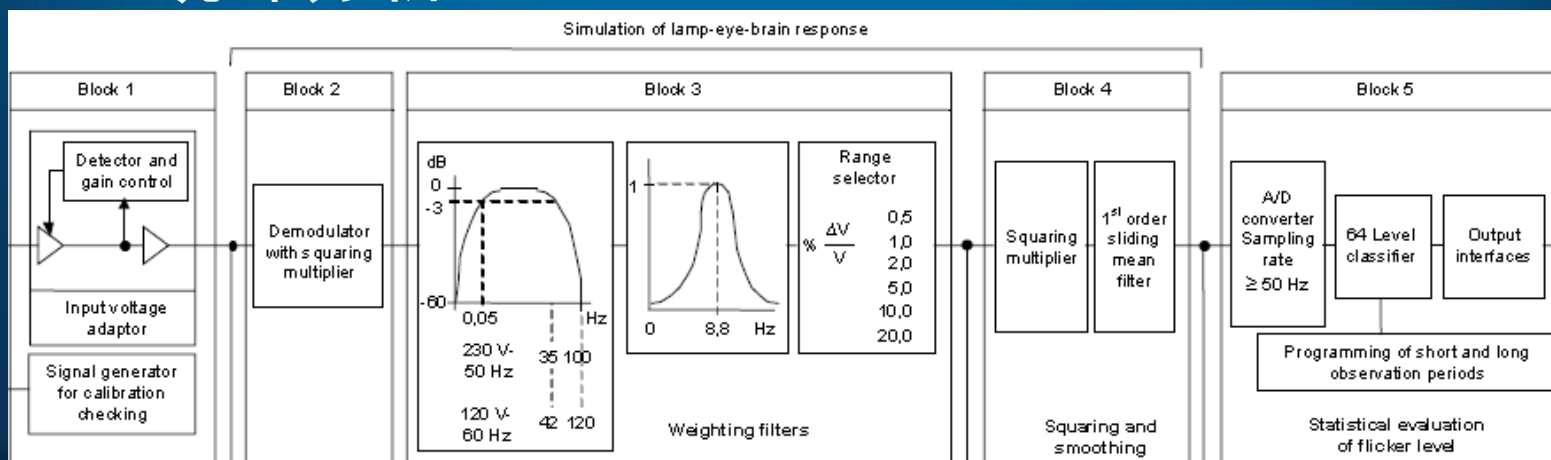 Simulation of lamp-eye-brain response
Block 1
Block 2
Block 3
Block 4
Block 5
Detector and
gain control
Input voltage
adaptor
Signal generator
for calibration
checking
Demodulator
with squaring
multiplier
dB
0
-3
-60
0,05
Hz
230 V-
50 Hz
35 100
120 V-
60 Hz
42 120
1
0
8,8
Hz
Range
selector
% ΔV
V
0,5
1,0
2,0
5,0
10,0
20,0
Weighting filters
Squaring
multiplier
1st order
sliding
mean
filter
Squaring and
smoothing
A/D
converter
Sampling
rate
≥ 50 Hz
64 Level
classifier
Output
interfaces
Programming of short and long
observation periods
Statistical evaluation
of flicker level